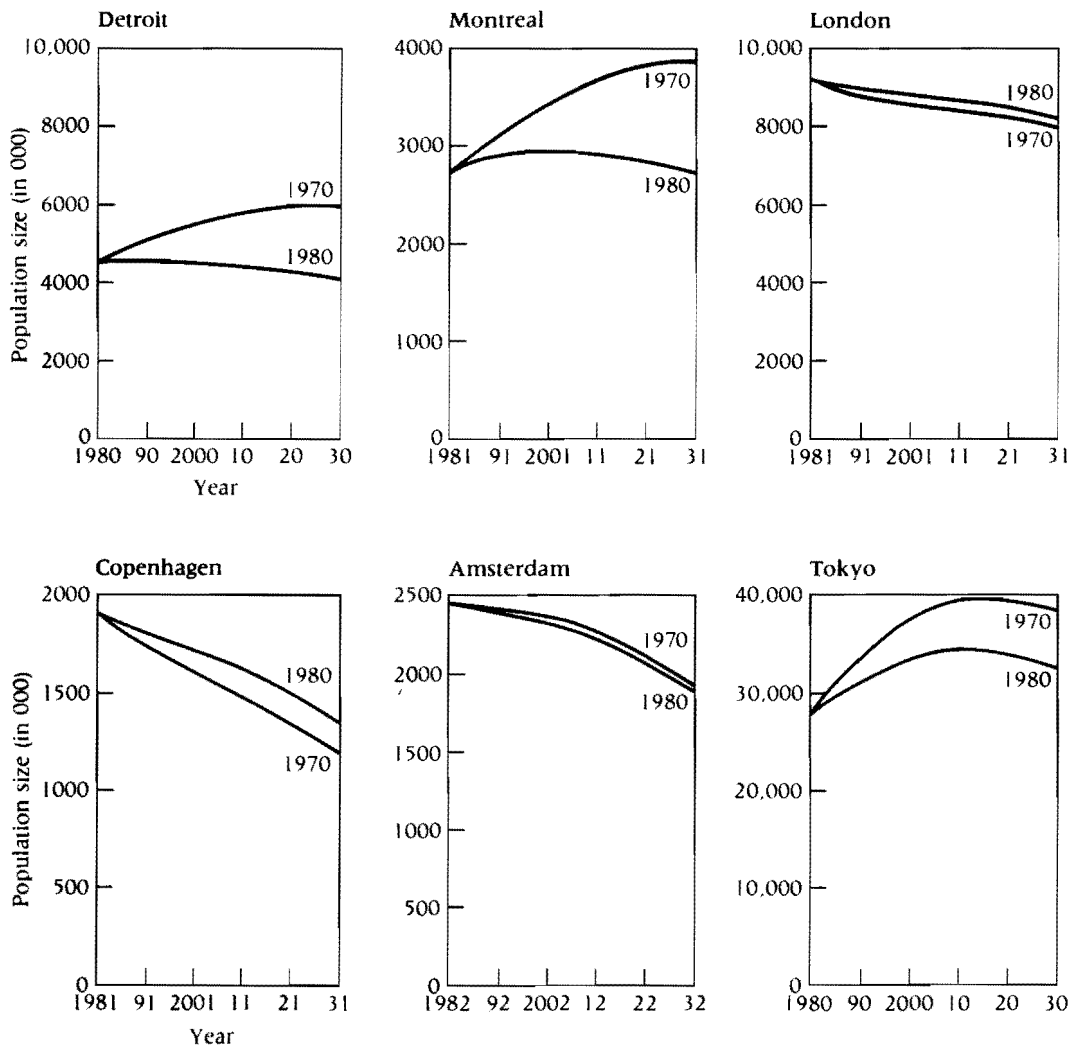 Detroit
10,000
8000
6000
4000
2000
0
1970
1980
1980 90 2000 10 20 30
Year
Population size (in 000)
Montreal
4000
3000
2000
1000
0
1970
1980
1981 91 2001 11 21 31
London
10,000
8000
6000
4000
2000
0
1980
1970
1981 91 2001 11 21 31
Copenhagen
2000
1500
1000
500
0
1980
1970
1981 91 2001 11 21 31
Year
Population size (in 000)
Amsterdam
2500
2000
1500
1000
500
0
1970
1980
1982 92 2002 12 22 32
Tokyo
40,000
30,000
20,000
10,000
0
1970
1980
1980 90 2000 10 20 30